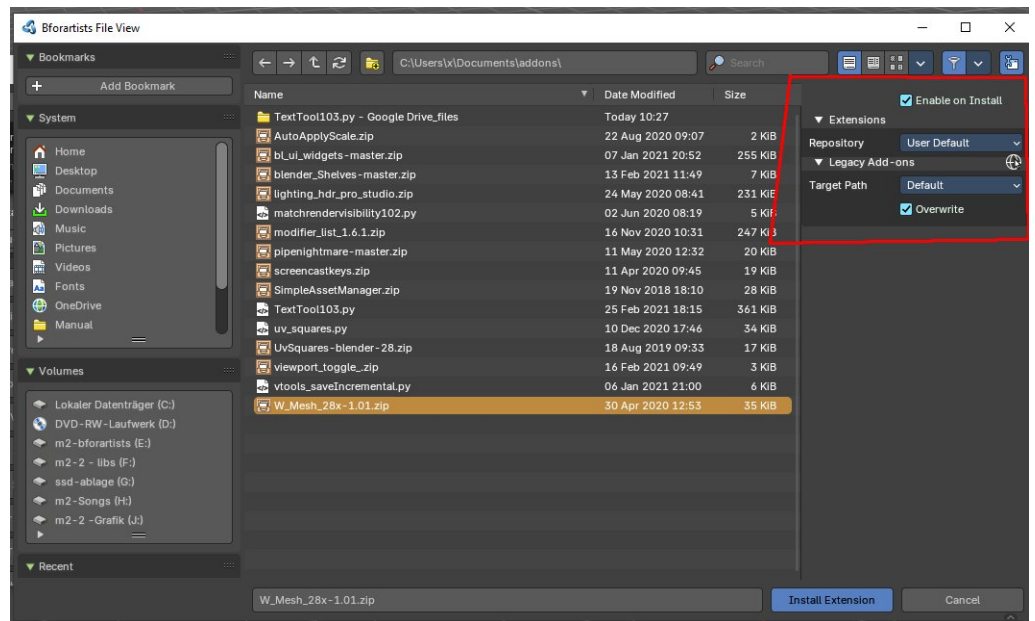 Bforartists File View
Bookmarks
Add Bookmark
System
Home
Desktop
Documents
Downloads
Music
Pictures
Videos
Fonts
OneDrive
Manual
Volumes
Lokaler Datenträger (C:)
DVD-RW-Laufwerk (D:)
m2-bforartists (E:)
m2-2 - libs (F:)
ssd-ablage (G:)
m2-Songs (H:)
m2-2 -Grafik (J:)
Recent
C:\Users\x\Documents\addons\
Search
Name Date Modified Size
TextTool103.py - Google Drive_files Today 10:27
AutoApplyScale.zip 22 Aug 2020 09:07 2 KiB
bl_ui_widgets-master.zip 07 Jan 2021 20:52 255 KiB
blender_Shelves-master.zip 13 Feb 2021 11:49 7 KiB
lighting_hdr_pro_studio.zip 24 May 2020 08:41 231 KiB
matchrendervisibility102.py 02 Jun 2020 08:19 5 KiB
modifier_list_1.6.1.zip 16 Nov 2020 10:31 247 KiB
pipenightmare-master.zip 11 May 2020 12:32 20 KiB
screencastkeys.zip 11 Apr 2020 09:45 19 KiB
SimpleAssetManager.zip 19 Nov 2018 18:10 28 KiB
TextTool103.py 25 Feb 2021 18:15 361 KiB
uv_squares.py 10 Dec 2020 17:46 34 KiB
UvSquares-blender-28.zip 18 Aug 2019 09:33 17 KiB
viewport_toggle_.zip 16 Feb 2021 09:49 3 KiB
vtools_saveIncremental.py 06 Jan 2021 21:00 6 KiB
W_Mesh_28x-1.01.zip 30 Apr 2020 12:53 35 KiB
Enable on Install
Extensions
Repository User Default
Legacy Add-ons
Target Path Default
Overwrite
W_Mesh_28x-1.01.zip
Install Extension
Cancel